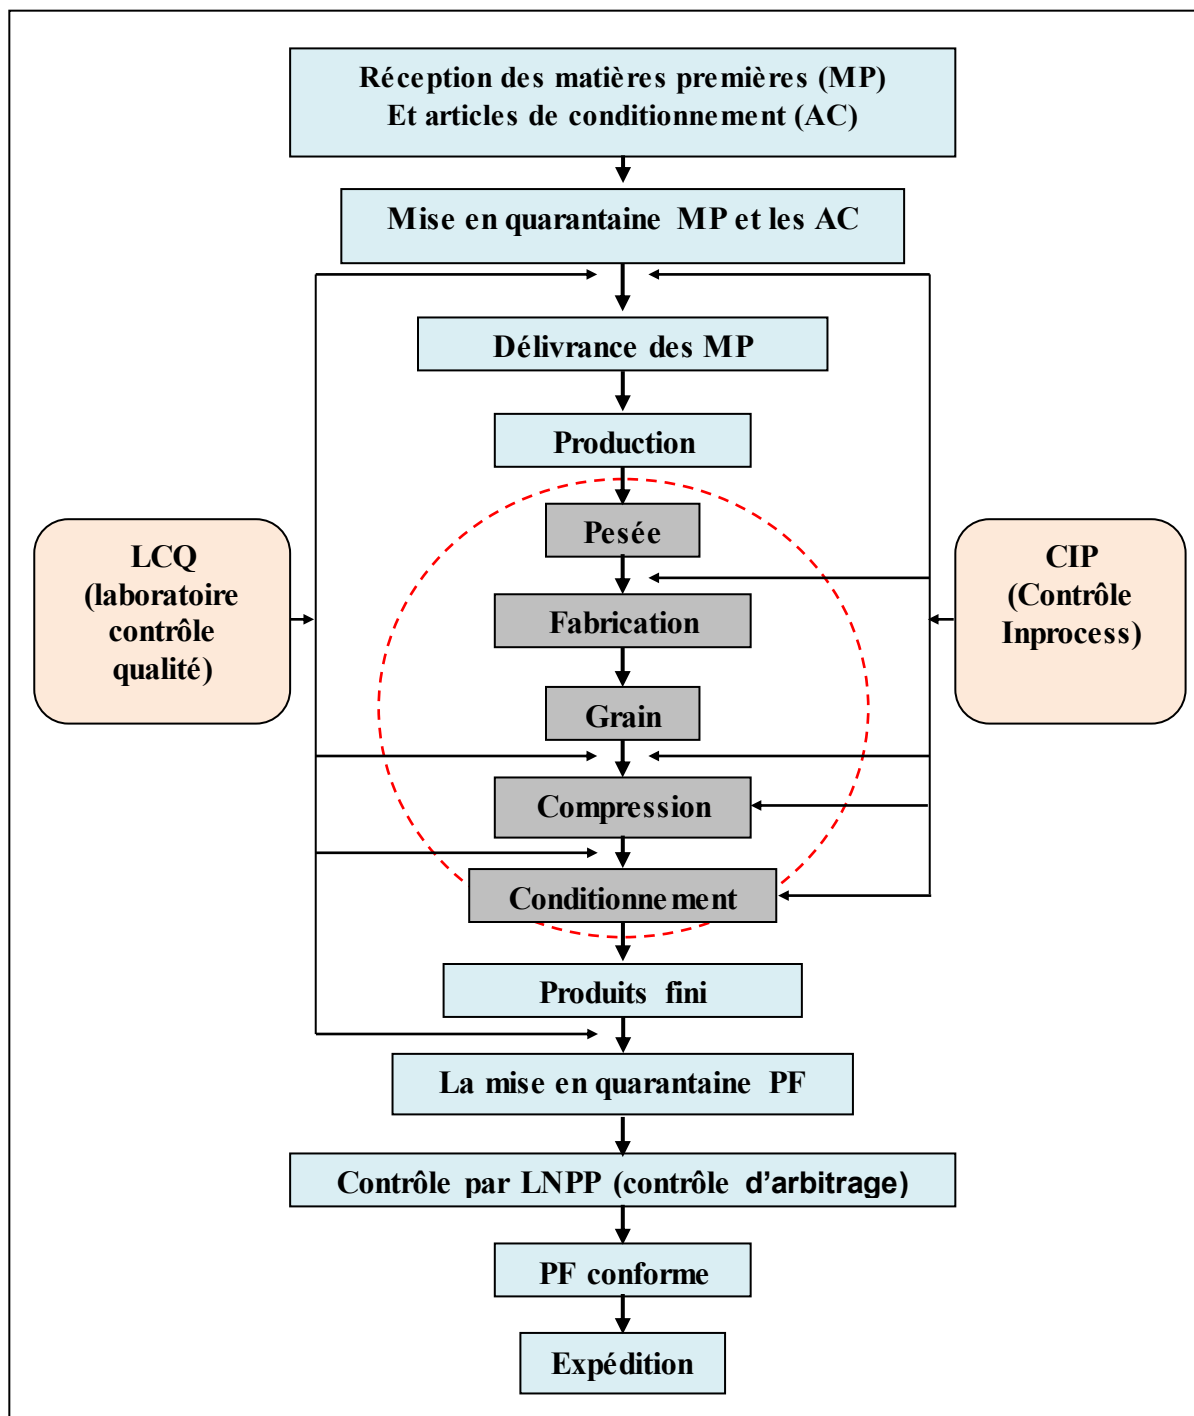 Réception des matières premières (MP)
Et articles de conditionnement (AC)
Mise en quarantaine MP et les AC
Délivrance des MP
Production
Pesée
LCQ
(laboratoire
contrôle
qualité)
CIP
(Contrôle
Inprocess)
Fabrication
Grain
Compression
Conditionnement
Produits fini
La mise en quarantaine PF
Contrôle par LNPP (contrôle d'arbitrage)
PF conforme
Expédition